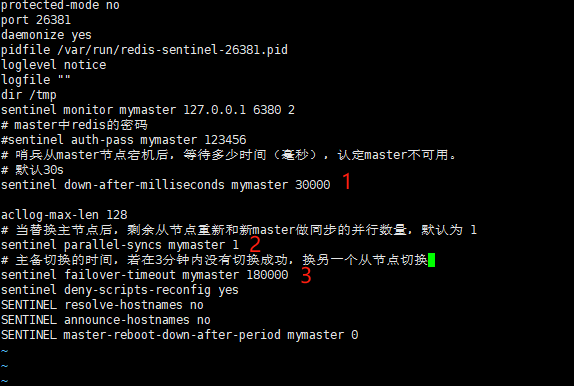 protected-mode no
port 26381
daemonize yes
pidfile /var/run/redis-sentinel-26381.pid
loglevel notice
logfile ""
dir /tmp
sentinel monitor mymaster 127.0.0.1 6380 2
# master中redis的密码
#sentinel auth-pass mymaster 123456
# 哨兵从master节点宕机后，等待多少时间（毫秒），认定master不可用。
# 默认30s
sentinel down-after-milliseconds mymaster 30000 1
acllog-max-len 128
# 当替换主节点后，剩余从节点重新和新master做同步的并行数量，默认为 1
sentinel parallel-syncs mymaster 1 2
# 主备切换的时间，若在3分钟内没有切换成功，换另一个从节点切换
sentinel failover-timeout mymaster 180000 3
sentinel deny-scripts-reconfig yes
SENTINEL resolve-hostnames no
SENTINEL announce-hostnames no
SENTINEL master-reboot-down-after-period mymaster 0
~
~
~